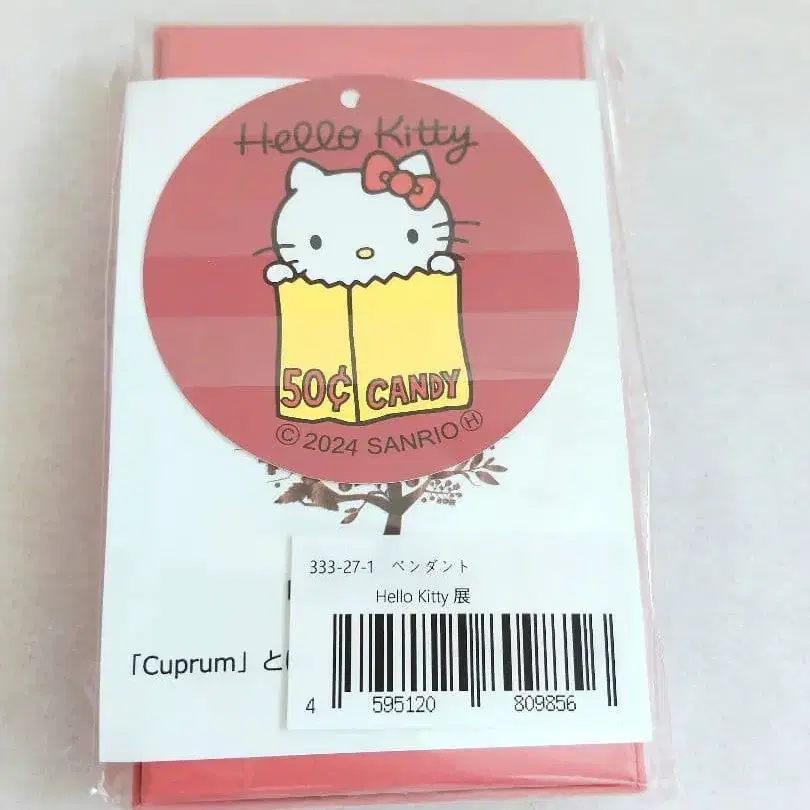 Hello Kitty
50¢ CANDY
© 2024 SANRIO Ⓗ
333-27-1 ペンダント
Hello Kitty 展
「Cuprum」と
4 595120 809856